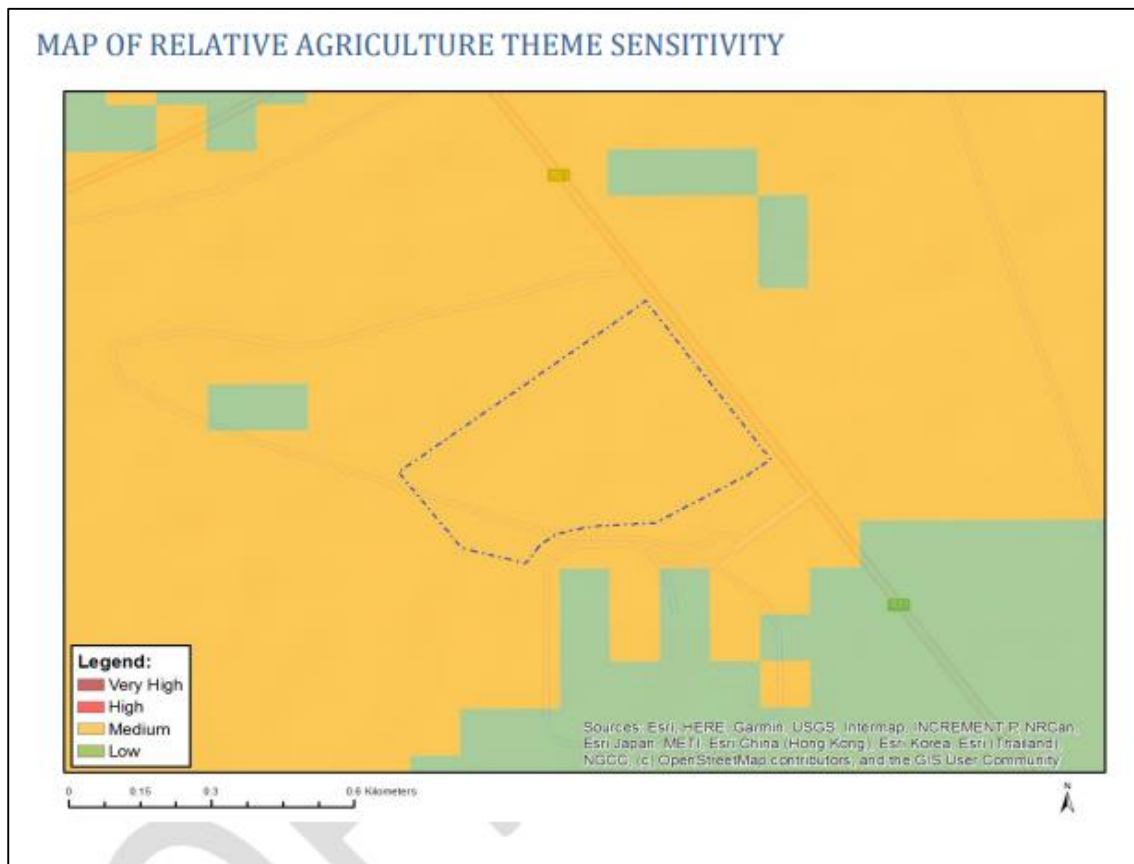 MAP OF RELATIVE AGRICULTURE THEME SENSITIVITY
Legend:
Very High
High
Medium
Low
Sources: Esri, HERE, Garmin, USGS, Intermap, INCREMENT P, NRCan,
Esri Japan, METI, Esri China (Hong Kong), Esri Korea, Esri (Thailand),
NGCC, (c) OpenStreetMap contributors, and the GIS User Community
0 0.15 0.3 0.6 Kilometers
N